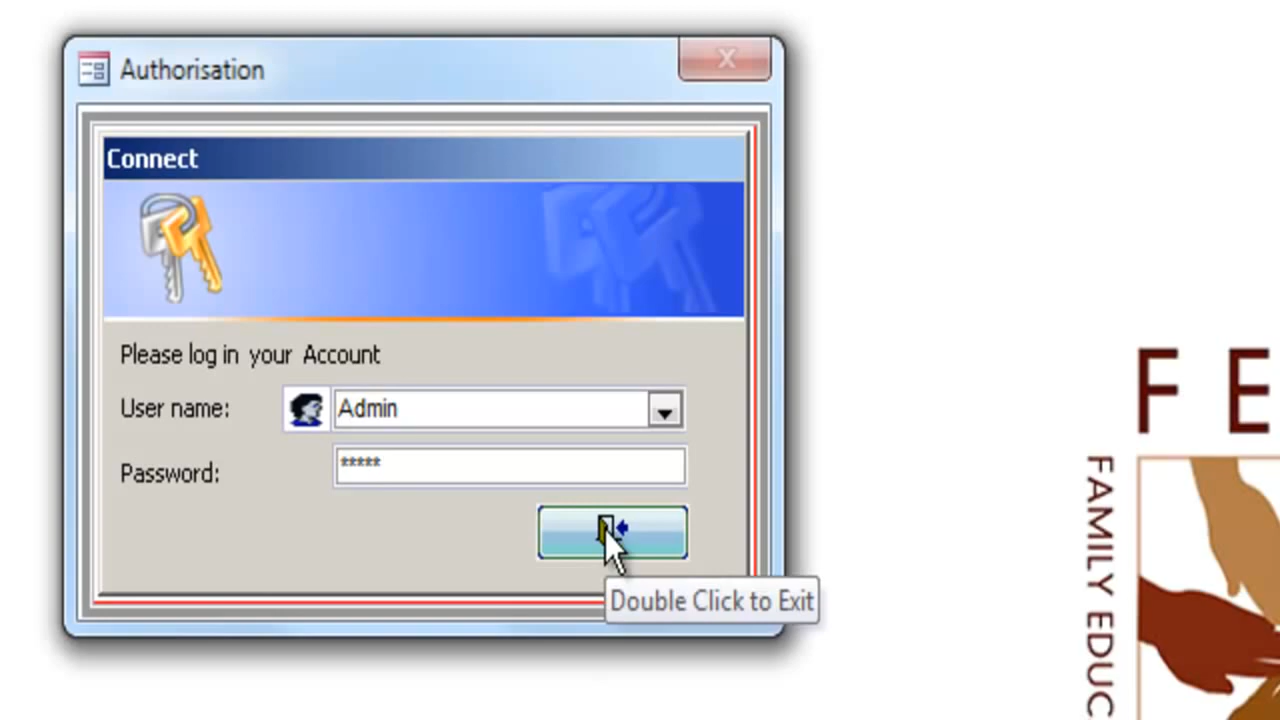 Authorisation
Connect
Please log in your Account
User name: Admin
Password: *****
Double Click to Exit
F E
FAMILY EDUC